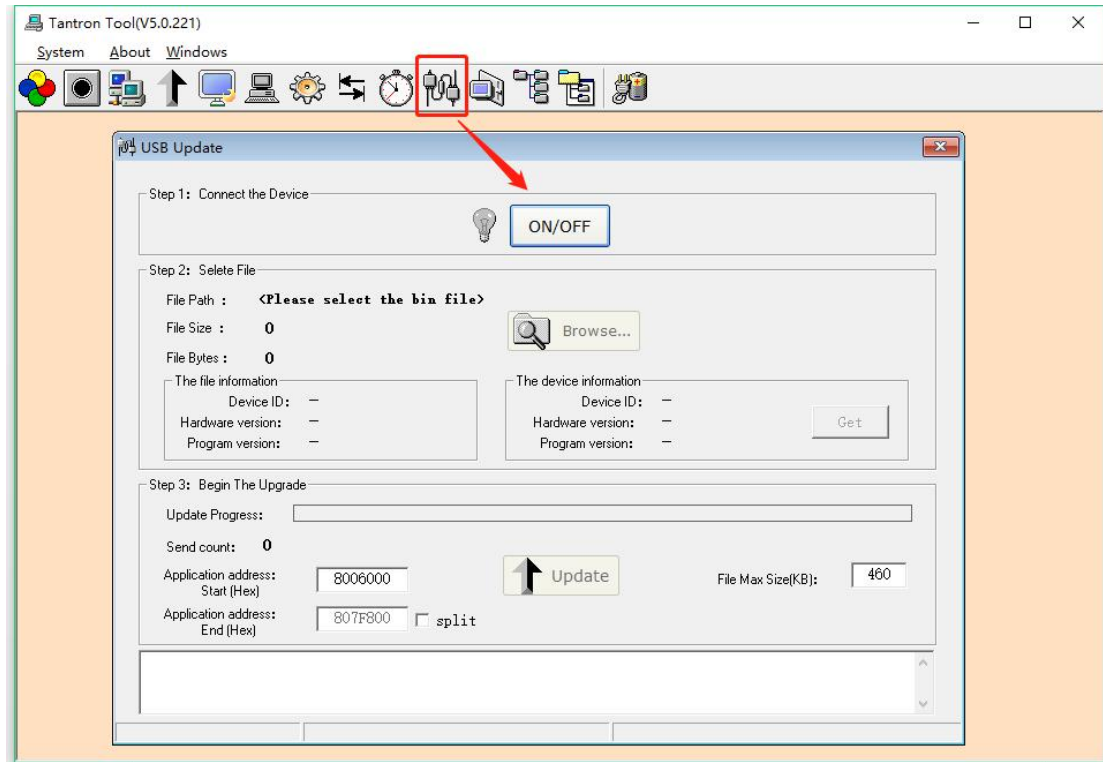 Tantron Tool(V5.0.221)
System About Windows
USB Update
Step 1: Connect the Device
ON/OFF
Step 2: Selete File
File Path : <Please select the bin file>
File Size : 0
Browse...
File Bytes : 0
The file information
Device ID: —
Hardware version: —
Program version: —
The device information
Device ID: —
Hardware version: —
Program version: —
Get
Step 3: Begin The Upgrade
Update Progress:
Send count: 0
Application address: Start (Hex) 8006000
Update
File Max Size(KB): 460
Application address: End (Hex) 807F800 split